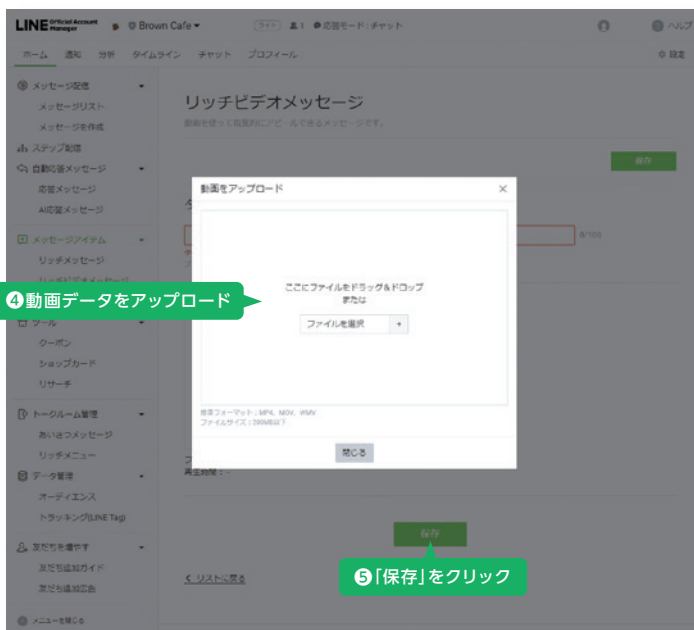 LINE Official Account Manager
Brown Cafe
1 応答モード：チャット
ヘルプ
ホーム 通知 分析 タイムライン チャット プロフィール
設定
メッセージ配信
メッセージリスト
メッセージを作成
ステップ配信
自動応答メッセージ
応答メッセージ
AI応答メッセージ
メッセージアイテム
リッチメッセージ
リッチビデオメッセージ
ツール
クーポン
ショップカード
リサーチ
トークルーム管理
あいさつメッセージ
リッチメニュー
データ管理
オーディエンス
トラッキング(LINE Tag)
友だちを増やす
友だち追加ガイド
友だち追加広告
メニューを閉じる
リッチビデオメッセージ
動画を使って視覚的にアピールできるメッセージです。
保存
0/100
動画をアップロード
×
ここにファイルをドラッグ&ドロップ
または
ファイルを選択 +
推奨フォーマット：MP4、MOV、WMV
ファイルサイズ：200MB以下
閉じる
再生時間：-
保存
リストに戻る
❹動画データをアップロード
❺「保存」をクリック